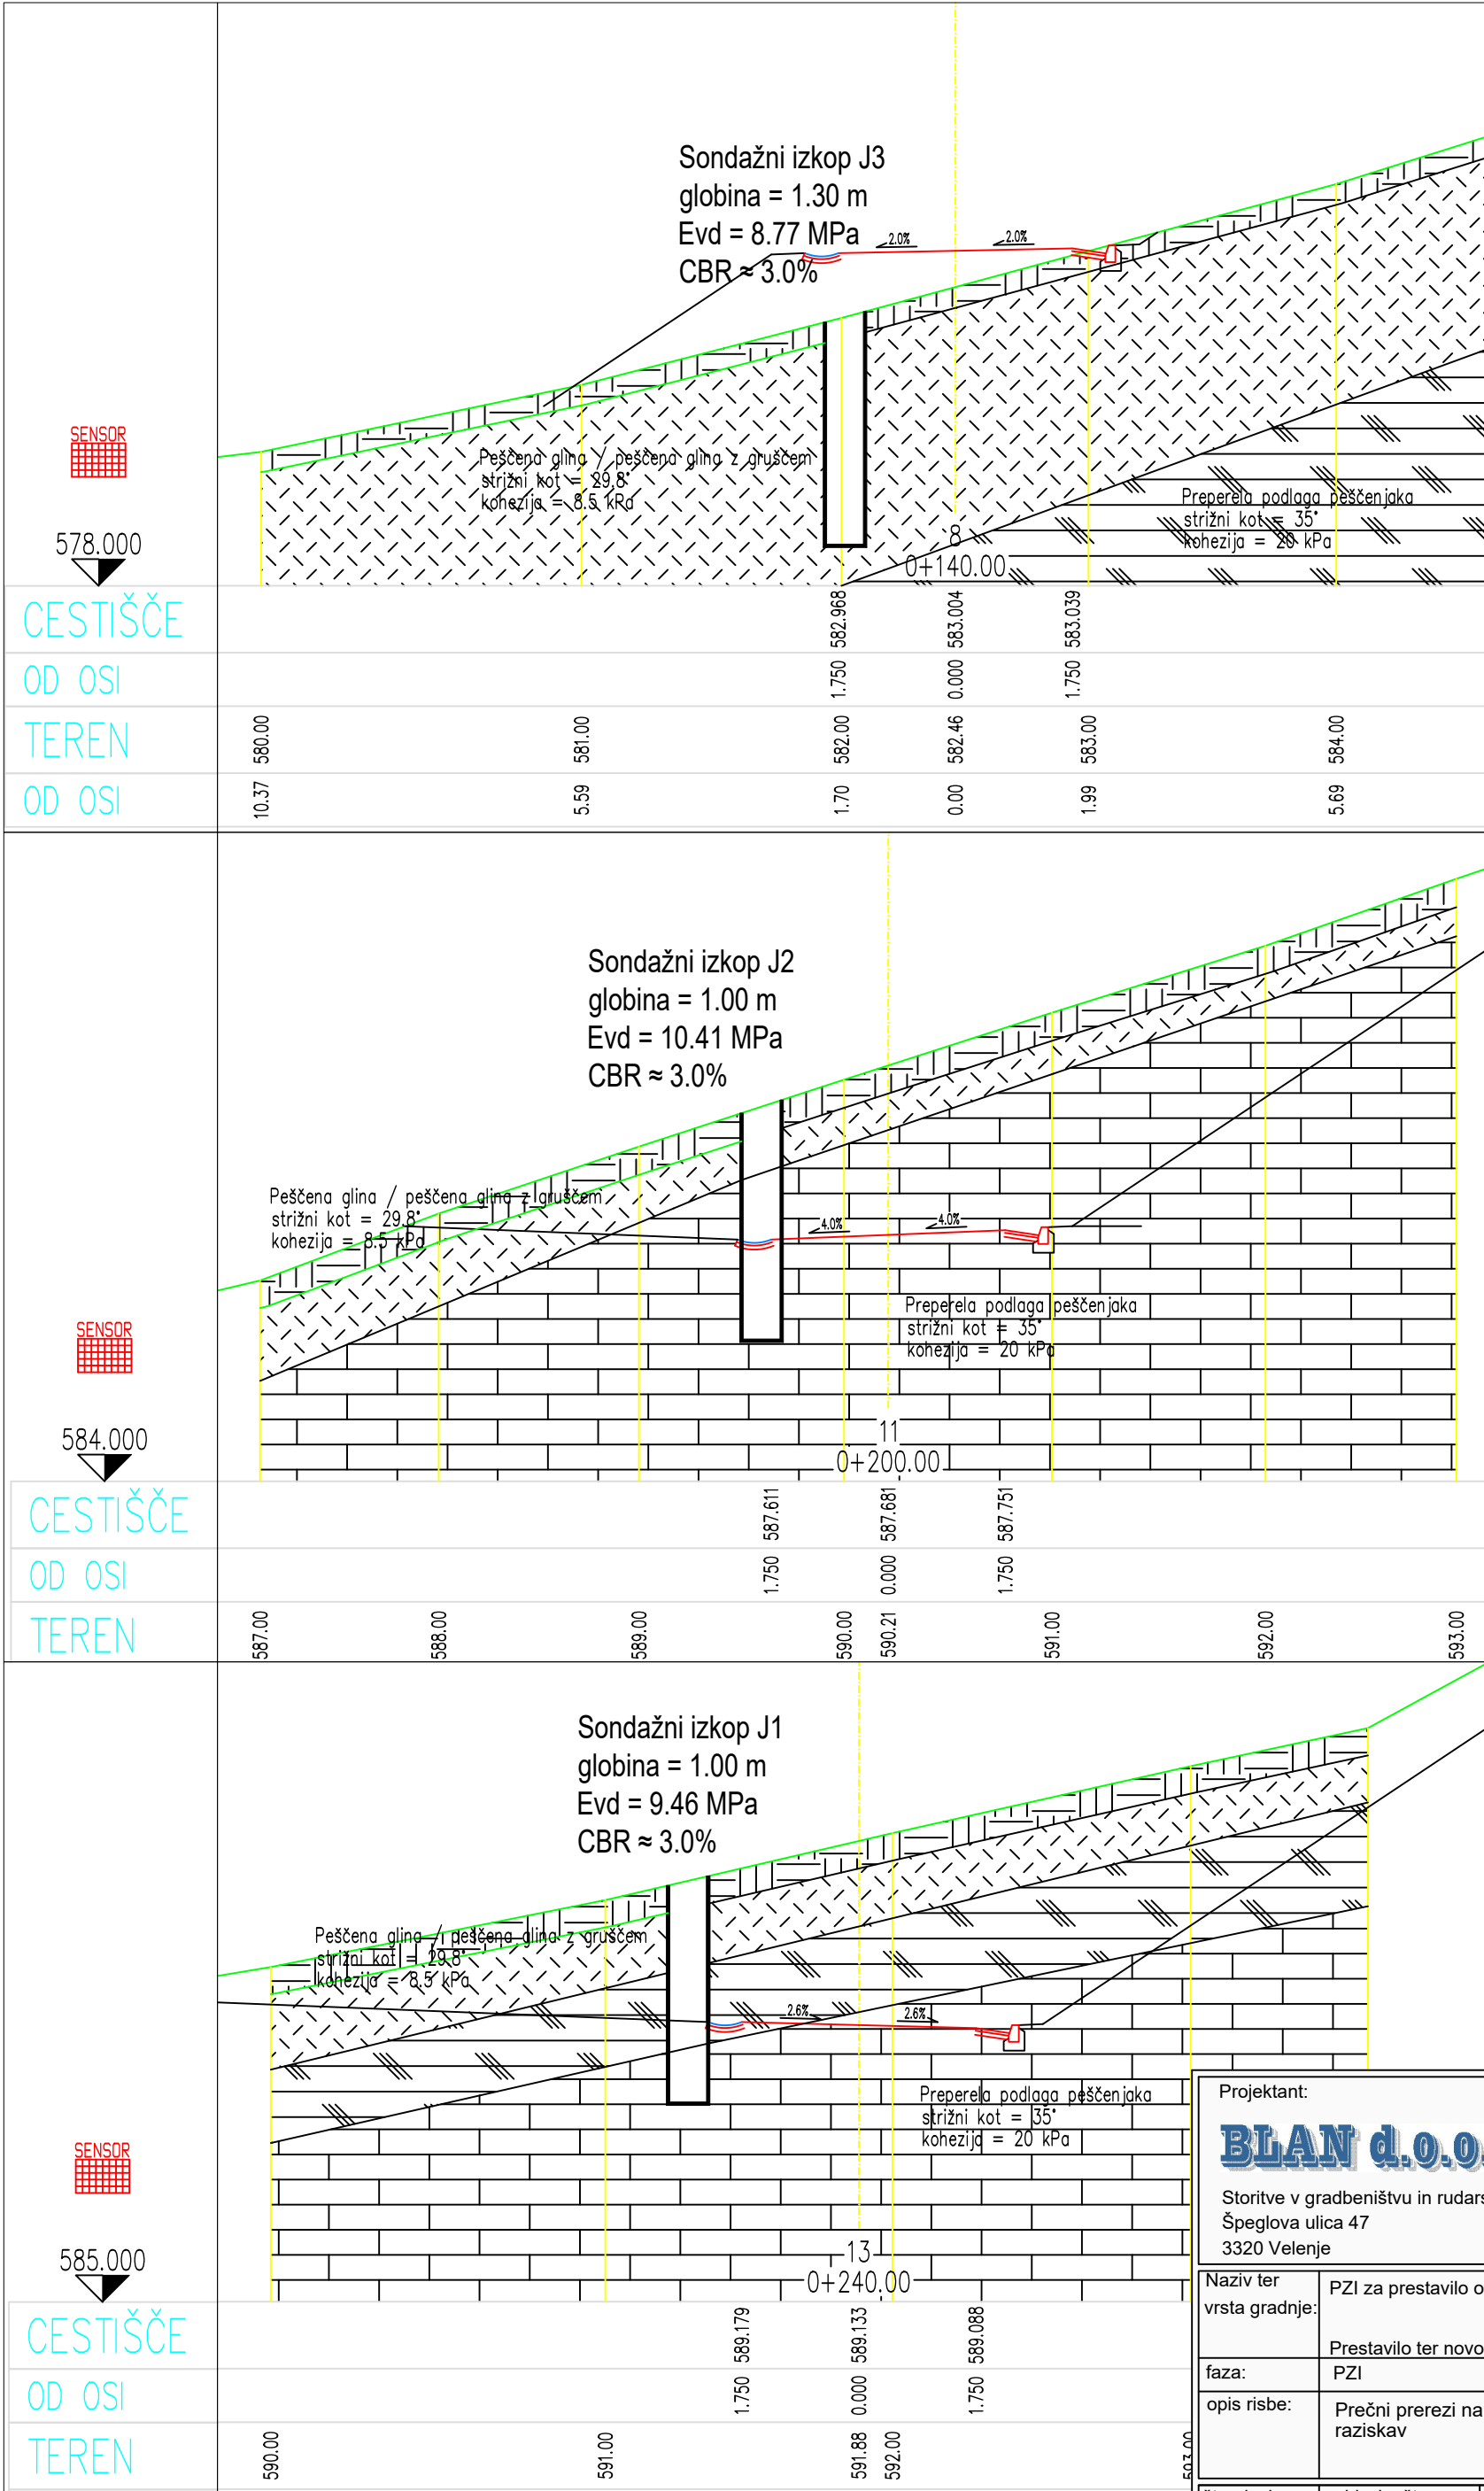 Sondažni izkop J3
globina = 1.30 m
Evd = 8.77 MPa
CBR ≈ 3.0%
2.0%
2.0%
SENSOR
578.000
Peščena glina / peščena glina z gruščem
strižni kot = 29.8°
kohezija = 8.5 kPa
Preperela podlaga peščenjaka
strižni kot = 35°
kohezija = 20 kPa
8
0+140.00
CESTIŠČE
582.968
583.004
583.039
OD OSI
1.750
0.000
1.750
TEREN
580.00
581.00
582.00
582.46
583.00
584.00
OD OSI
10.37
5.59
1.70
0.00
1.99
5.69
Sondažni izkop J2
globina = 1.00 m
Evd = 10.41 MPa
CBR ≈ 3.0%
Peščena glina / peščena glina z gruščem
strižni kot = 29.8°
kohezija = 8.5 kPa
4.0%
4.0%
Preperela podlaga peščenjaka
strižni kot = 35°
kohezija = 20 kPa
SENSOR
584.000
11
0+200.00
CESTIŠČE
587.611
587.681
587.751
OD OSI
1.750
0.000
1.750
TEREN
587.00
588.00
589.00
590.00
590.21
591.00
592.00
593.00
Sondažni izkop J1
globina = 1.00 m
Evd = 9.46 MPa
CBR ≈ 3.0%
Peščena glina / peščena glina z gruščem
strižni kot = 29.8°
kohezija = 8.5 kPa
2.6%
2.6%
Preperela podlaga peščenjaka
strižni kot = 35°
kohezija = 20 kPa
SENSOR
585.000
13
0+240.00
CESTIŠČE
589.179
589.133
589.088
OD OSI
1.750
0.000
1.750
TEREN
590.00
591.00
591.88
592.00
593.00
Projektant:
BLAN d.o.o.
Storitve v gradbeništvu in rudars
Špeglova ulica 47
3320 Velenje
Naziv ter
vrsta gradnje:
PZI za prestavilo o
Prestavilo ter novo
faza:
PZI
opis risbe:
Prečni prerezi na
raziskav